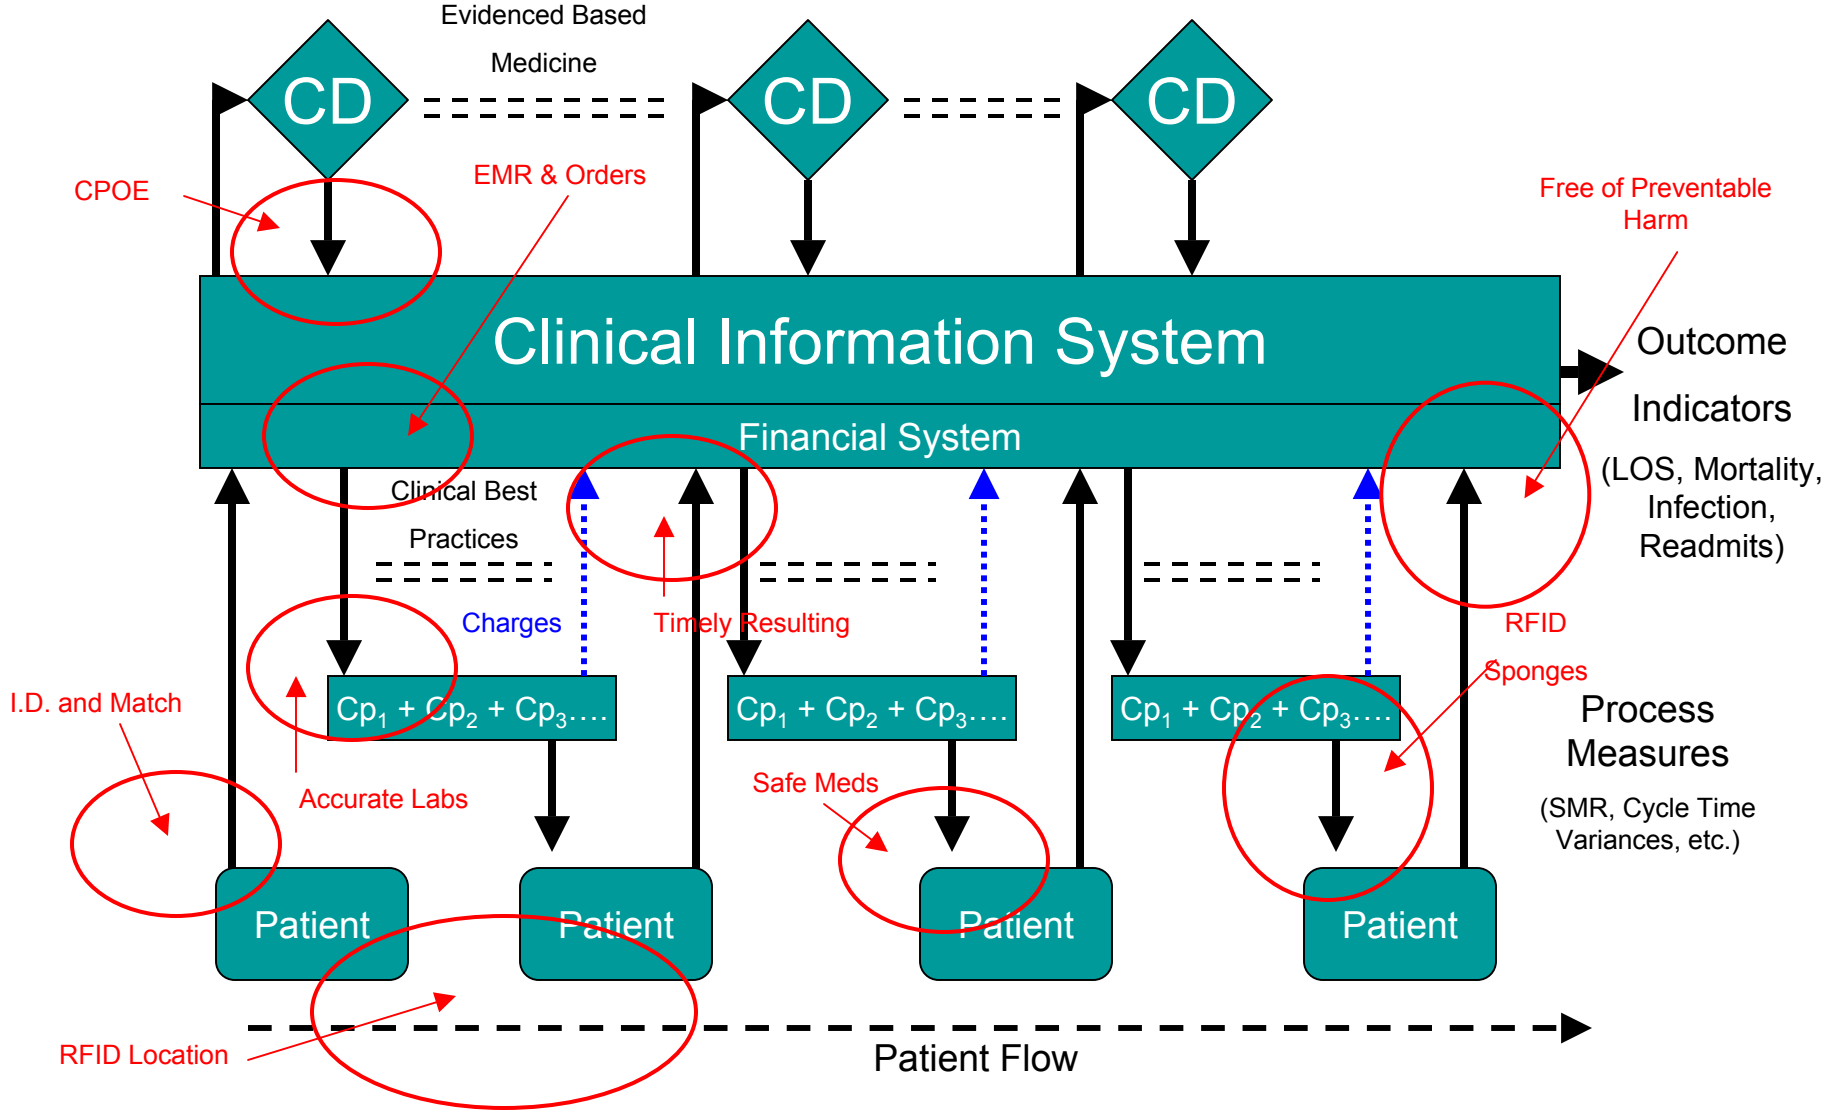 Evidenced Based
Medicine
CD
CD
CD
CPOE
EMR & Orders
Free of Preventable
Harm
Clinical Information System
Financial System
Outcome
Indicators
(LOS, Mortality,
Infection,
Readmits)
Clinical Best
Practices
Charges
Timely Resulting
RFID
Sponges
I.D. and Match
Cp1 + Cp2 + Cp3....
Cp1 + Cp2 + Cp3....
Cp1 + Cp2 + Cp3....
Process
Measures
(SMR, Cycle Time
Variances, etc.)
Accurate Labs
Safe Meds
Patient
Patient
Patient
Patient
RFID Location
Patient Flow